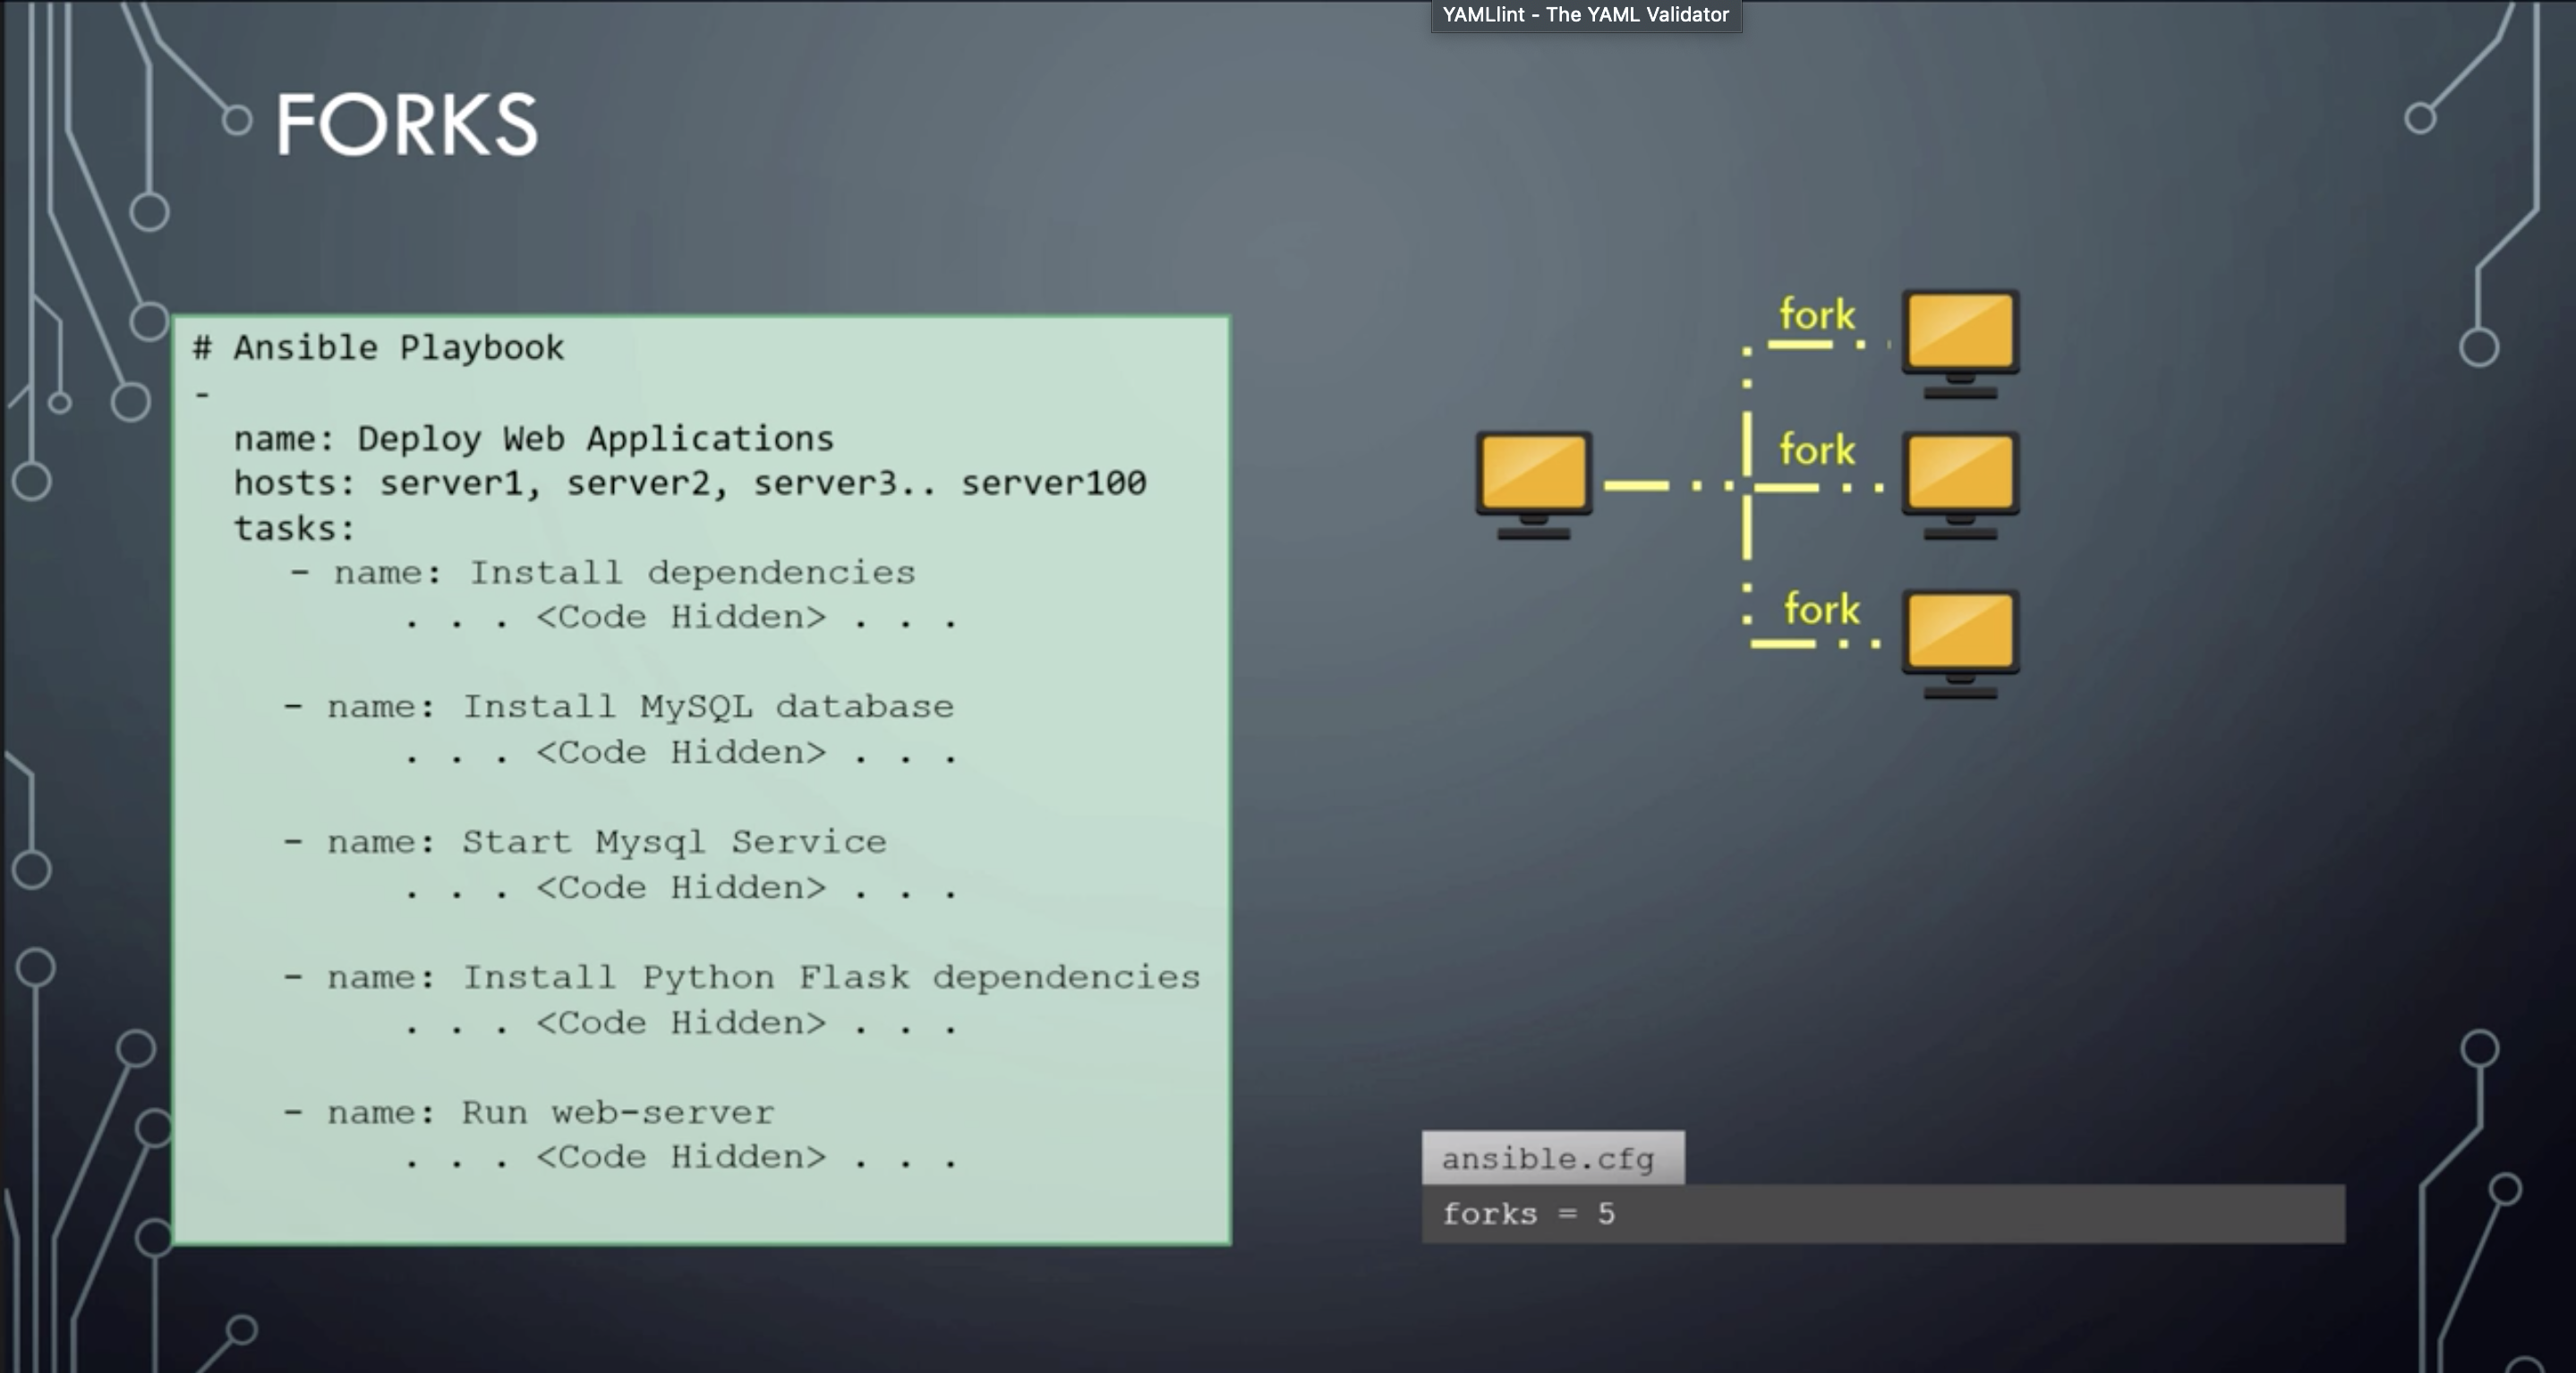 YAMLlint - The YAML Validator
FORKS
# Ansible Playbook
-
name: Deploy Web Applications
hosts: server1, server2, server3.. server100
tasks:
- name: Install dependencies
. . . <Code Hidden> . . .
- name: Install MySQL database
. . . <Code Hidden> . . .
- name: Start Mysql Service
. . . <Code Hidden> . . .
- name: Install Python Flask dependencies
. . . <Code Hidden> . . .
- name: Run web-server
. . . <Code Hidden> . . .
fork
fork
fork
ansible.cfg
forks = 5